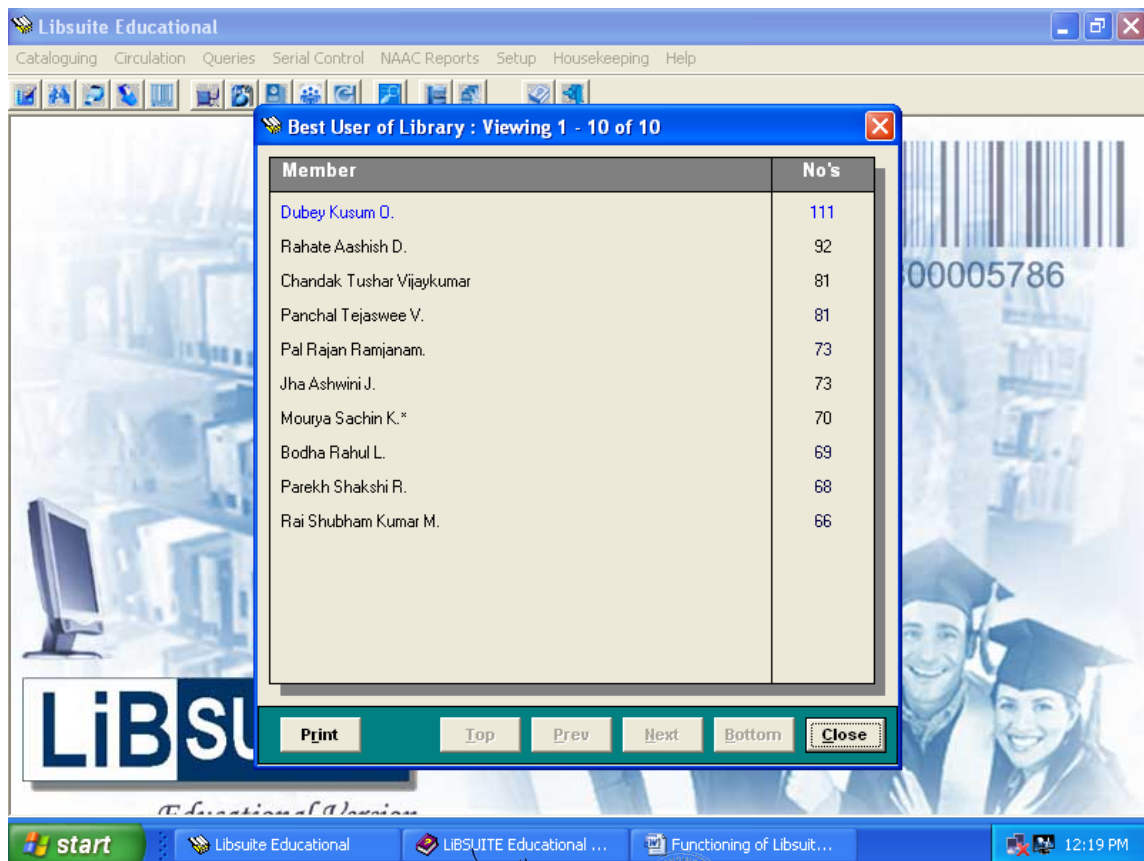 Libsuite Educational
Cataloguing Circulation Queries Serial Control NAAC Reports Setup Housekeeping Help
Best User of Library : Viewing 1 - 10 of 10
Member No's
Dubey Kusum O. 111
Rahate Aashish D. 92
Chandak Tushar Vijaykumar 81
Panchal Tejaswee V. 81
Pal Rajan Ramjanam. 73
Jha Ashwini J. 73
Mourya Sachin K.* 70
Bodha Rahul L. 69
Parekh Shakshi R. 68
Rai Shubham Kumar M. 66
00005786
LiBSU
Print Top Prev Next Bottom Close
Educational Version
start Libsuite Educational LiBSUITE Educational ... Functioning of Libsuit... 12:19 PM